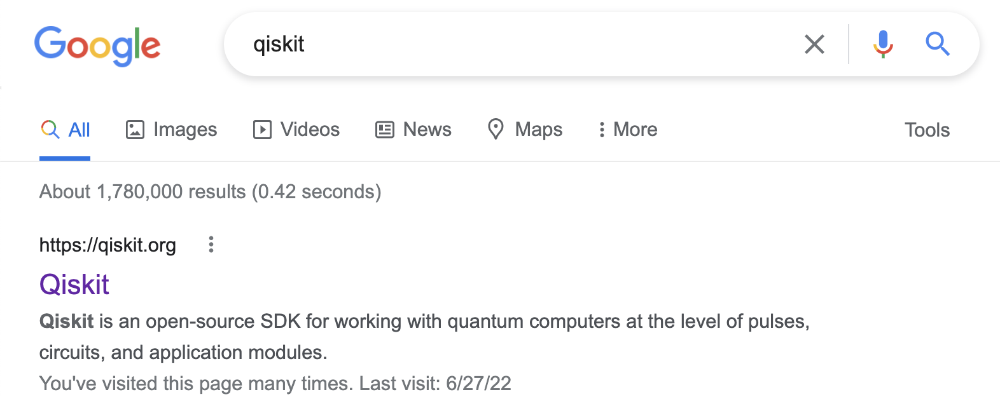 Google
qiskit
All Images Videos News Maps More Tools
About 1,780,000 results (0.42 seconds)
https://qiskit.org
Qiskit
Qiskit is an open-source SDK for working with quantum computers at the level of pulses,
circuits, and application modules.
You've visited this page many times. Last visit: 6/27/22